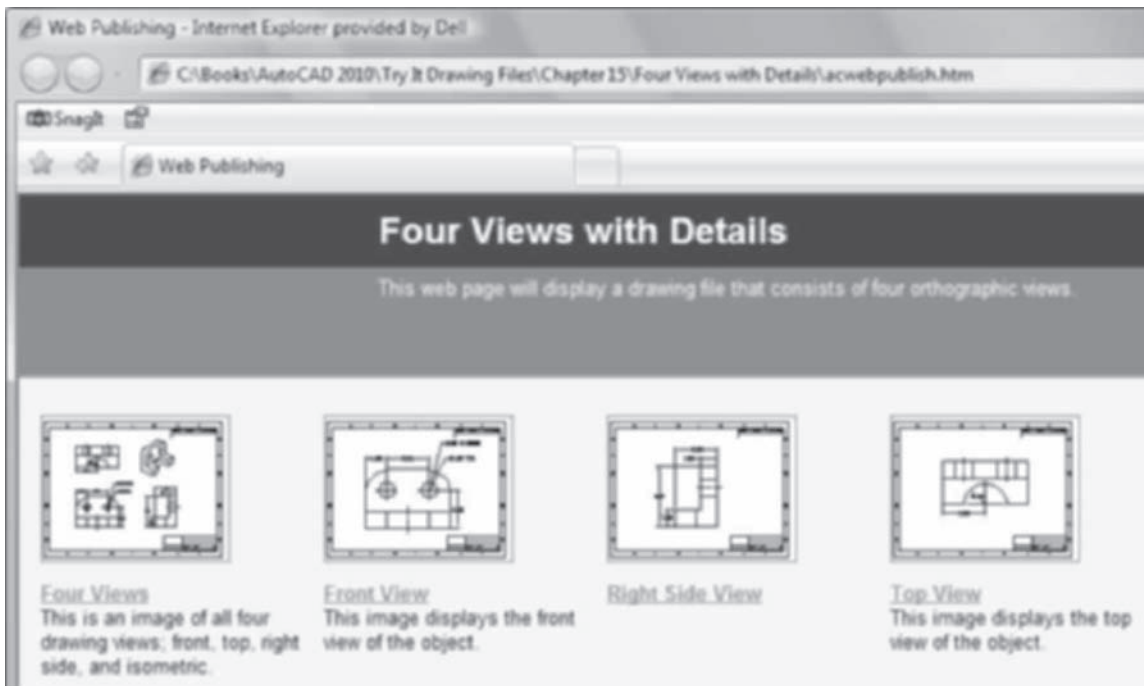 Web Publishing - Internet Explorer provided by Dell
C:\Books\AutoCAD 2010\Try It Drawing Files\Chapter 15\Four Views with Details\acwebpublish.htm
SnagIt
Web Publishing
Four Views with Details
This web page will display a drawing file that consists of four orthographic views.
Four Views
This is an image of all four
drawing views; front, top, right
side, and isometric.
Front View
This image displays the front
view of the object.
Right Side View
Top View
This image displays the top
view of the object.